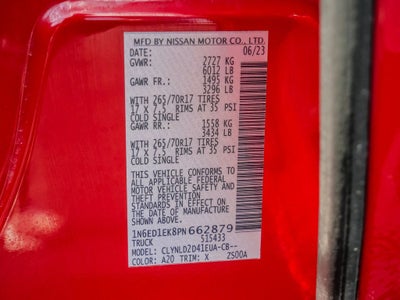 MFD BY NISSAN MOTOR CO., LTD.
DATE: 06/23
GVWR: 2727 KG
6012 LB
GAWR FR.: 1495 KG
3296 LB
WITH 265/70R17 TIRES
17 X 7.5 RIMS AT 35 PSI
COLD SINGLE
GAWR RR.: 1558 KG
3434 LB
WITH 265/70R17 TIRES
17 X 7.5 RIMS AT 35 PSI
COLD SINGLE
THIS VEHICLE CONFORMS TO
ALL APPLICABLE FEDERAL
MOTOR VEHICLE SAFETY
AND THEFT PREVENTION
STANDARDS IN EFFECT ON
THE DATE OF MANUFACTURE
SHOWN ABOVE.
1N6ED1EK8PN662879
TRUCK 515433
MODEL: CLYNLD2D41EUA-CB--
COLOR: A20 TRIM: X ZS00A